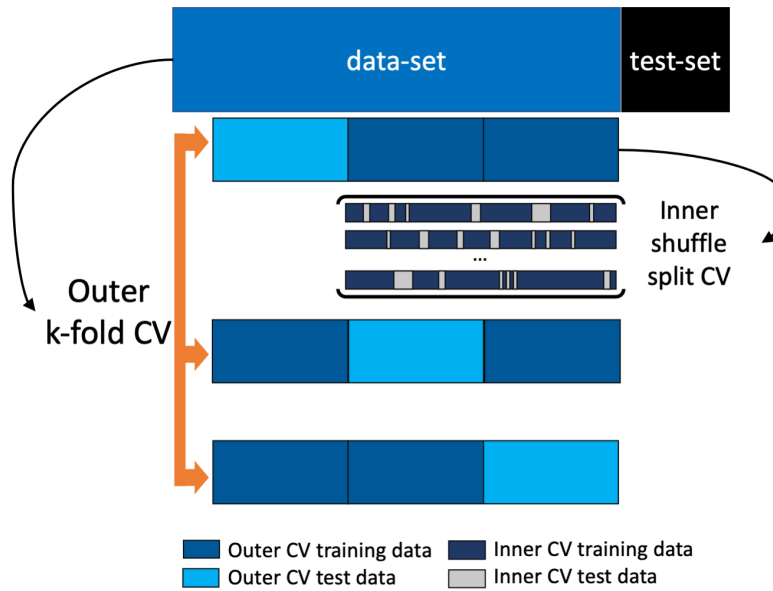 data-set
test-set
Inner
shuffle
split CV
...
Outer
k-fold CV
Outer CV training data
Inner CV training data
Outer CV test data
Inner CV test data